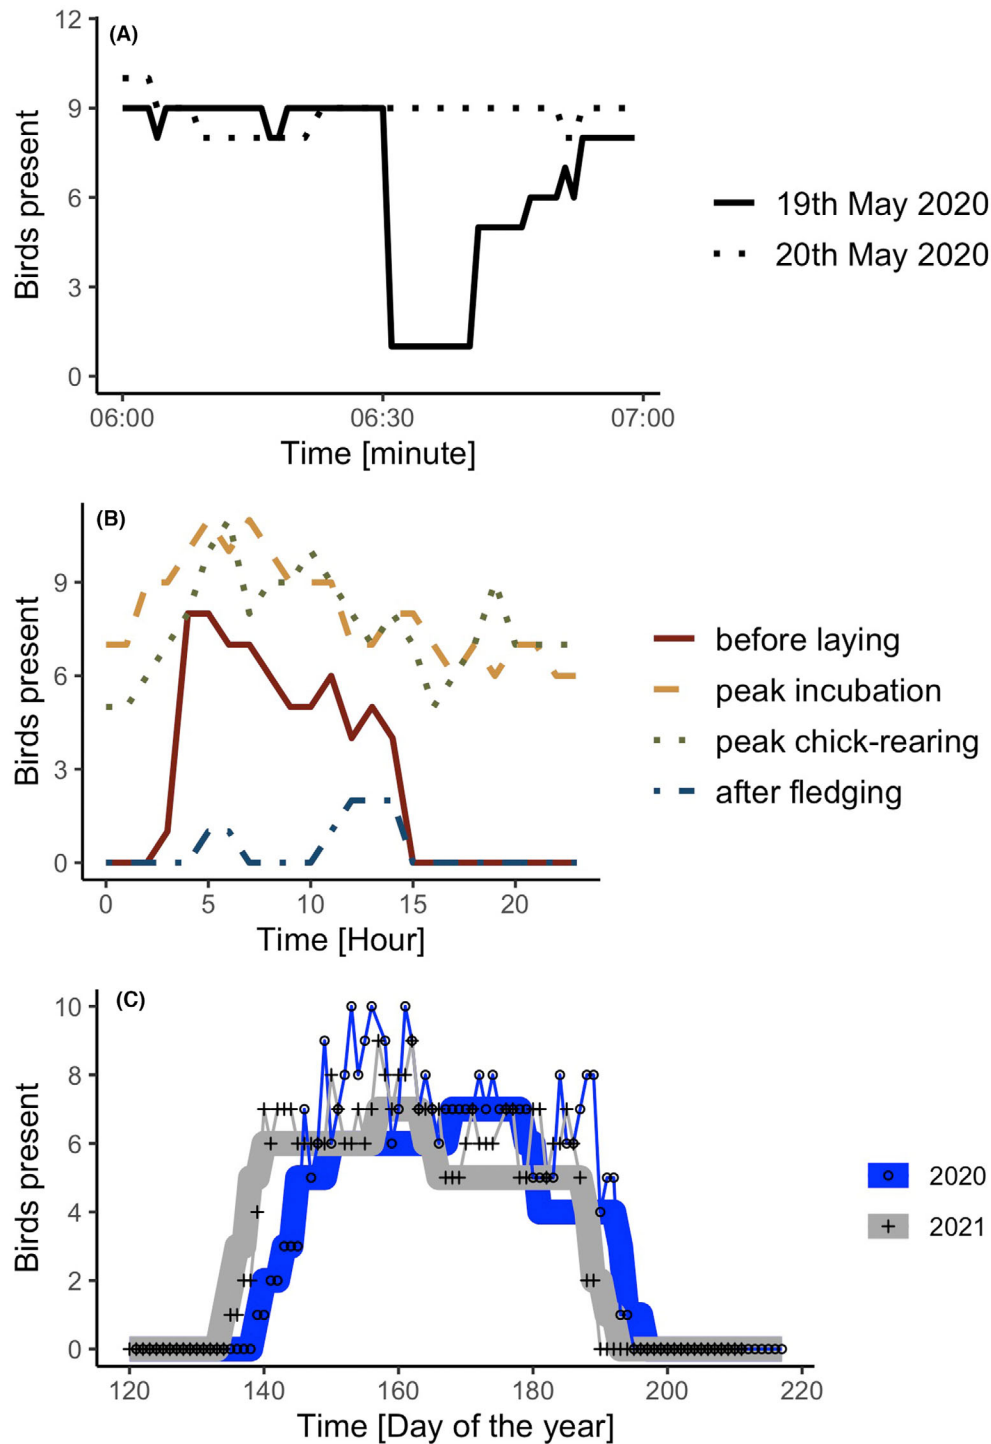 (A)
Birds present
12
9
6
3
0
06:00 06:30 07:00
Time [minute]
19th May 2020
20th May 2020
(B)
Birds present
9
6
3
0
0 5 10 15 20
Time [Hour]
before laying
peak incubation
peak chick-rearing
after fledging
(C)
Birds present
10
8
6
4
2
0
120 140 160 180 200 220
Time [Day of the year]
2020
2021